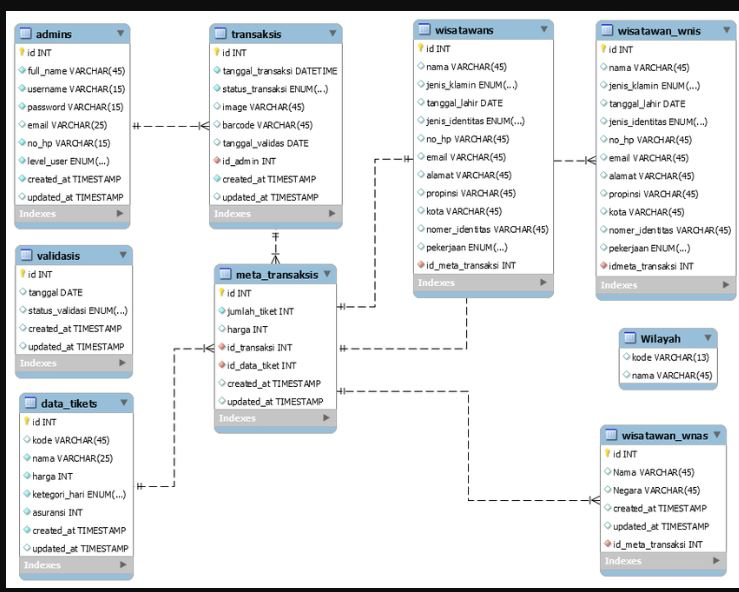 admins
id INT
full_name VARCHAR(45)
username VARCHAR(15)
password VARCHAR(15)
email VARCHAR(25)
no_hp VARCHAR(15)
level_user ENUM(...)
created_at TIMESTAMP
updated_at TIMESTAMP
Indexes
transaksis
id INT
tanggal_transaksi DATETIME
status_transaksi ENUM(...)
image VARCHAR(45)
barcode VARCHAR(45)
tanggal_validas DATE
id_admin INT
created_at TIMESTAMP
updated_at TIMESTAMP
Indexes
wisatawans
id INT
nama VARCHAR(45)
jenis_klamin ENUM(...)
tanggal_lahir DATE
jenis_identitas ENUM(...)
no_hp VARCHAR(45)
email VARCHAR(45)
alamat VARCHAR(45)
propinsi VARCHAR(45)
kota VARCHAR(45)
nomer_identitas VARCHAR(45)
pekerjaan ENUM(...)
id_meta_transaksi INT
Indexes
wisatawan_wnis
id INT
nama VARCHAR(45)
jenis_klamin ENUM(...)
tanggal_lahir DATE
jenis_identitas ENUM(...)
no_hp VARCHAR(45)
email VARCHAR(45)
alamat VARCHAR(45)
propinsi VARCHAR(45)
kota VARCHAR(45)
nomer_identitas VARCHAR(45)
pekerjaan ENUM(...)
idmeta_transaksi INT
Indexes
validasis
id INT
tanggal DATE
status_validasi ENUM(...)
created_at TIMESTAMP
updated_at TIMESTAMP
Indexes
meta_transaksis
id INT
jumlah_tiket INT
harga INT
id_transaksi INT
id_data_tiket INT
created_at TIMESTAMP
updated_at TIMESTAMP
Indexes
Wilayah
kode VARCHAR(13)
nama VARCHAR(45)
data_tikets
id INT
kode VARCHAR(45)
nama VARCHAR(25)
harga INT
ketegori_hari ENUM(...)
asuransi INT
created_at TIMESTAMP
updated_at TIMESTAMP
Indexes
wisatawan_wnas
id INT
Nama VARCHAR(45)
Negara VARCHAR(45)
created_at TIMESTAMP
updated_at TIMESTAMP
id_meta_transaksi INT
Indexes